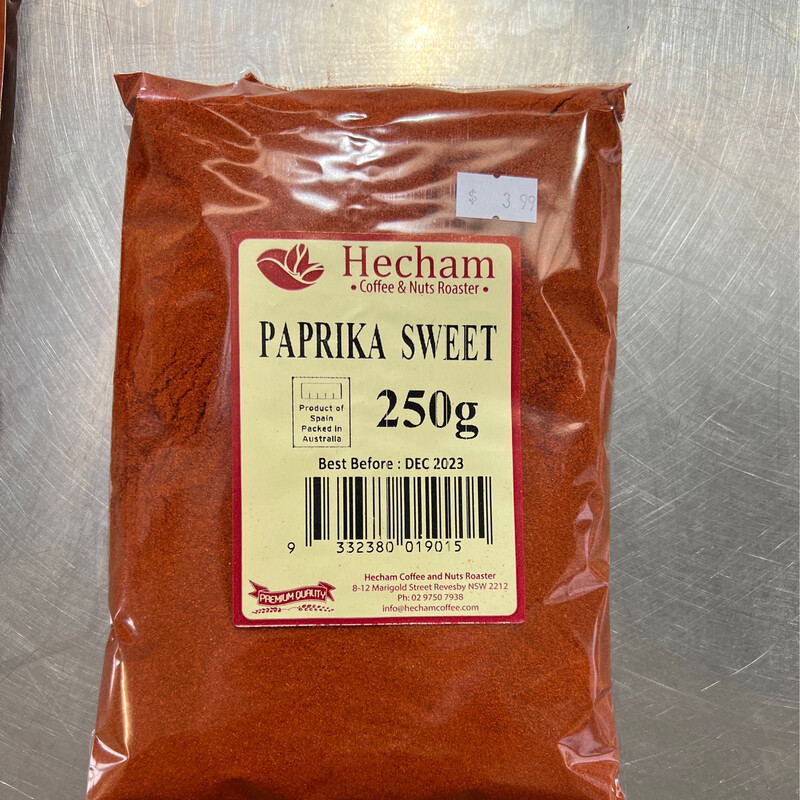 $ 3 99
Hecham
• Coffee & Nuts Roaster •
PAPRIKA SWEET
250g
Product of
Spain
Packed in
Australia
Best Before : DEC 2023
9 332380 019015
Hecham Coffee and Nuts Roaster
8-12 Marigold Street Revesby NSW 2212
Ph: 02 9750 7938
info@hechamcoffee.com
PREMIUM QUALITY